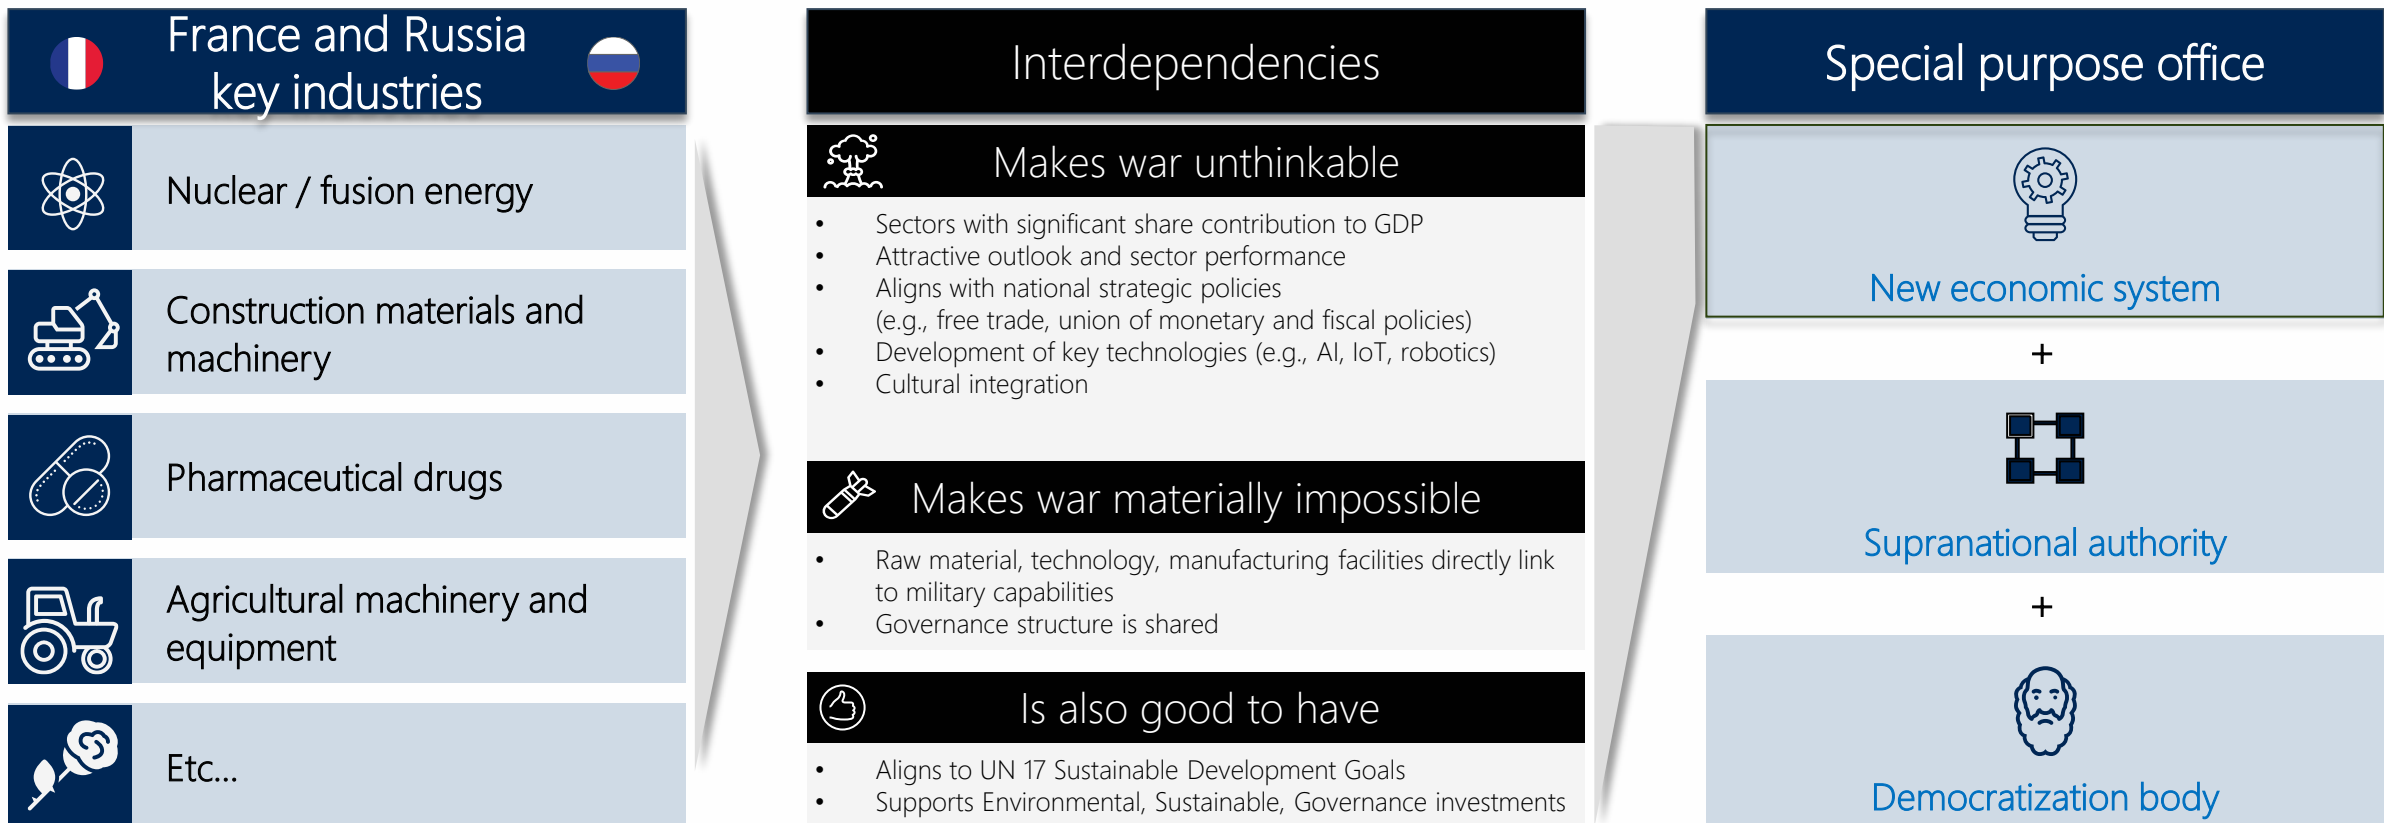 France and Russia
key industries
Nuclear / fusion energy
Construction materials and
machinery
Pharmaceutical drugs
Agricultural machinery and
equipment
Etc...
Interdependencies
Makes war unthinkable
• Sectors with significant share contribution to GDP
• Attractive outlook and sector performance
• Aligns with national strategic policies
(e.g., free trade, union of monetary and fiscal policies)
• Development of key technologies (e.g., AI, IoT, robotics)
• Cultural integration
Makes war materially impossible
• Raw material, technology, manufacturing facilities directly link
to military capabilities
• Governance structure is shared
Is also good to have
• Aligns to UN 17 Sustainable Development Goals
• Supports Environmental, Sustainable, Governance investments
Special purpose office
New economic system
+
Supranational authority
+
Democratization body